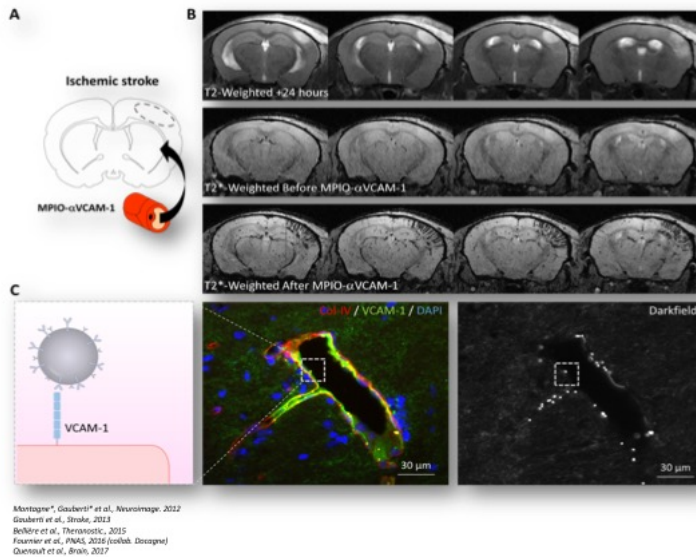 A
B
Ischemic stroke
MPIO-αVCAM-1
T2-Weighted +24 hours
T2*-Weighted Before MPIO-αVCAM-1
T2*-Weighted After MPIO-αVCAM-1
C
VCAM-1
Col-IV / VCAM-1 / DAPI
30 µm
Darkfield
30 µm
Montagne*, Gauberti* et al., Neuroimage. 2012
Gauberti et al., Stroke, 2013
Belliere et al., Theranostic., 2015
Fournier et al., PNAS, 2016 (collab. Docagne)
Quenault et al., Brain, 2017